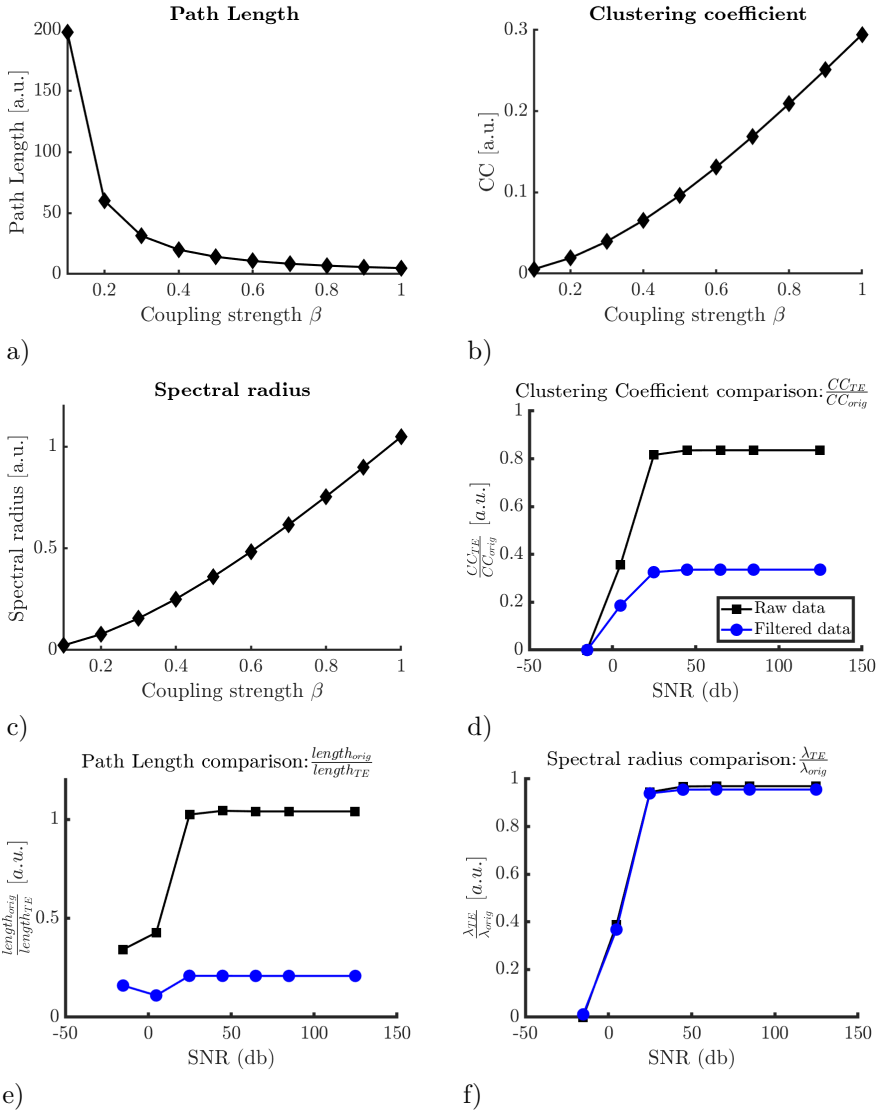 Path Length
Path Length [a.u.]
200
150
100
50
0
0.2 0.4 0.6 0.8 1
Coupling strength β
a)
Clustering coefficient
CC [a.u.]
0.3
0.2
0.1
0
0.2 0.4 0.6 0.8 1
Coupling strength β
b)
Spectral radius
Spectral radius [a.u.]
1
0.5
0
0.2 0.4 0.6 0.8 1
Coupling strength β
c)
Clustering Coefficient comparison: CC_TE / CC_orig
CC_TE / CC_orig [a.u.]
1
0.8
0.6
0.4
0.2
0
Raw data
Filtered data
-50 0 50 100 150
SNR (db)
d)
Path Length comparison: length_orig / length_TE
length_orig / length_TE [a.u.]
1
0.5
0
-50 0 50 100 150
SNR (db)
e)
Spectral radius comparison: λ_TE / λ_orig
λ_TE / λ_orig [a.u.]
1
0.8
0.6
0.4
0.2
0
-50 0 50 100 150
SNR (db)
f)